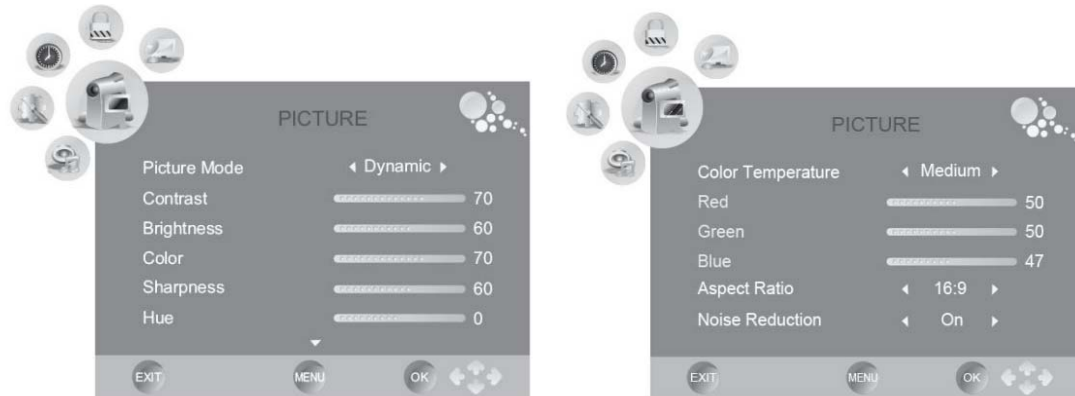 PICTURE
Picture Mode Dynamic
Contrast 70
Brightness 60
Color 70
Sharpness 60
Hue 0
EXIT MENU OK
PICTURE
Color Temperature Medium
Red 50
Green 50
Blue 47
Aspect Ratio 16:9
Noise Reduction On
EXIT MENU OK